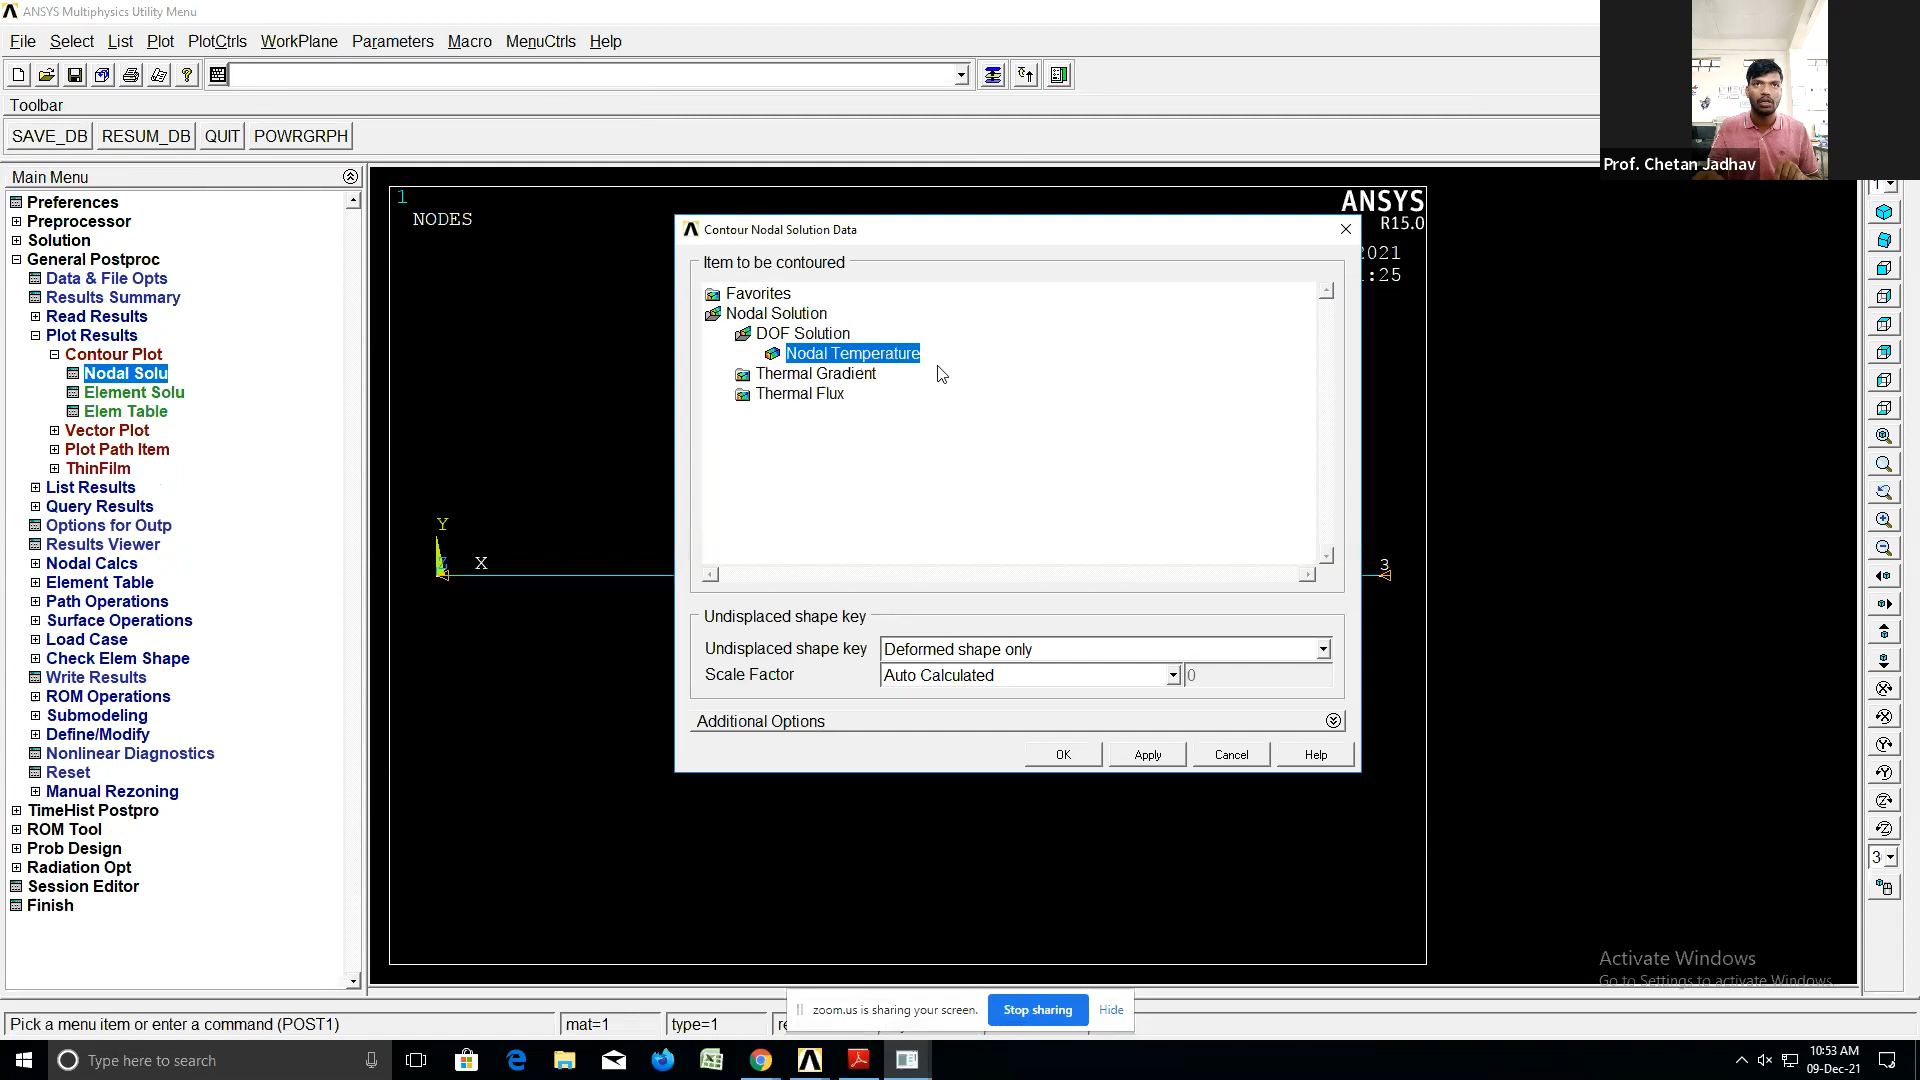 ANSYS Multiphysics Utility Menu
File Select List Plot PlotCtrls WorkPlane Parameters Macro MenuCtrls Help
Toolbar
SAVE_DB RESUM_DB QUIT POWRGRPH
Prof. Chetan Jadhav
Main Menu
Preferences
Preprocessor
Solution
General Postproc
Data & File Opts
Results Summary
Read Results
Plot Results
Contour Plot
Nodal Solu
Element Solu
Elem Table
Vector Plot
Plot Path Item
ThinFilm
List Results
Query Results
Options for Outp
Results Viewer
Nodal Calcs
Element Table
Path Operations
Surface Operations
Load Case
Check Elem Shape
Write Results
ROM Operations
Submodeling
Define/Modify
Nonlinear Diagnostics
Reset
Manual Rezoning
TimeHist Postpro
ROM Tool
Prob Design
Radiation Opt
Session Editor
Finish
1
NODES
ANSYS
R15.0
2021
:25
Y
X
3
Contour Nodal Solution Data
Item to be contoured
Favorites
Nodal Solution
DOF Solution
Nodal Temperature
Thermal Gradient
Thermal Flux
Undisplaced shape key
Undisplaced shape key Deformed shape only
Scale Factor Auto Calculated 0
Additional Options
OK Apply Cancel Help
3
Activate Windows
Go to Settings to activate Windows.
zoom.us is sharing your screen. Stop sharing Hide
Pick a menu item or enter a command (POST1) mat=1 type=1
Type here to search
10:53 AM
09-Dec-21